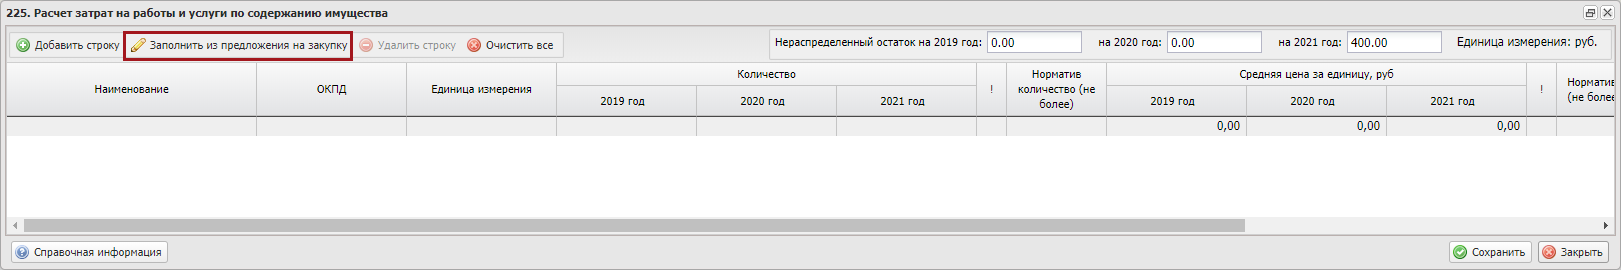 225. Расчет затрат на работы и услуги по содержанию имущества
Добавить строку Заполнить из предложения на закупку Удалить строку Очистить все Нераспределенный остаток на 2019 год: 0.00 на 2020 год: 0.00 на 2021 год: 400.00 Единица измерения: руб.
Наименование ОКПД Единица измерения Количество ! Норматив количество (не более) Средняя цена за единицу, руб ! Норматив (не более
2019 год 2020 год 2021 год 2019 год 2020 год 2021 год
0,00 0,00 0,00
Справочная информация Сохранить Закрыть